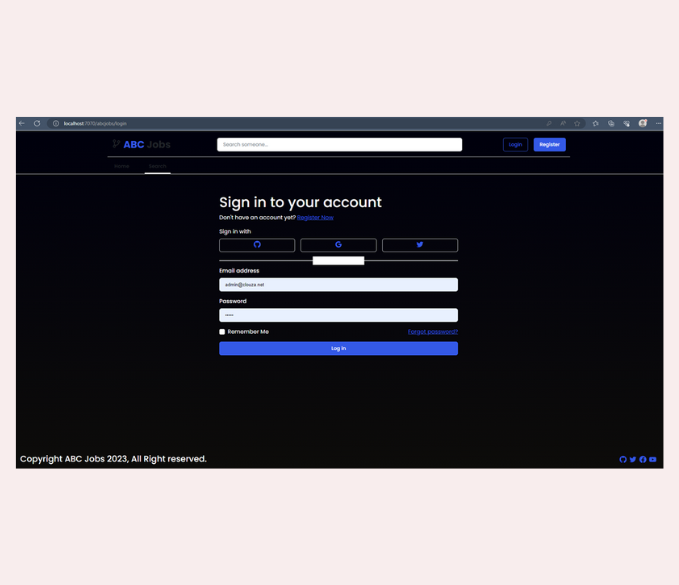 localhost:7070/abcjobs/login
ABC Jobs
Search someone...
Login
Register
Home
Search
Sign in to your account
Don't have an account yet? Register Now
Sign in with
Email address
admin@clouza.net
Password
Remember Me
Forgot password?
Log in
Copyright ABC Jobs 2023, All Right reserved.